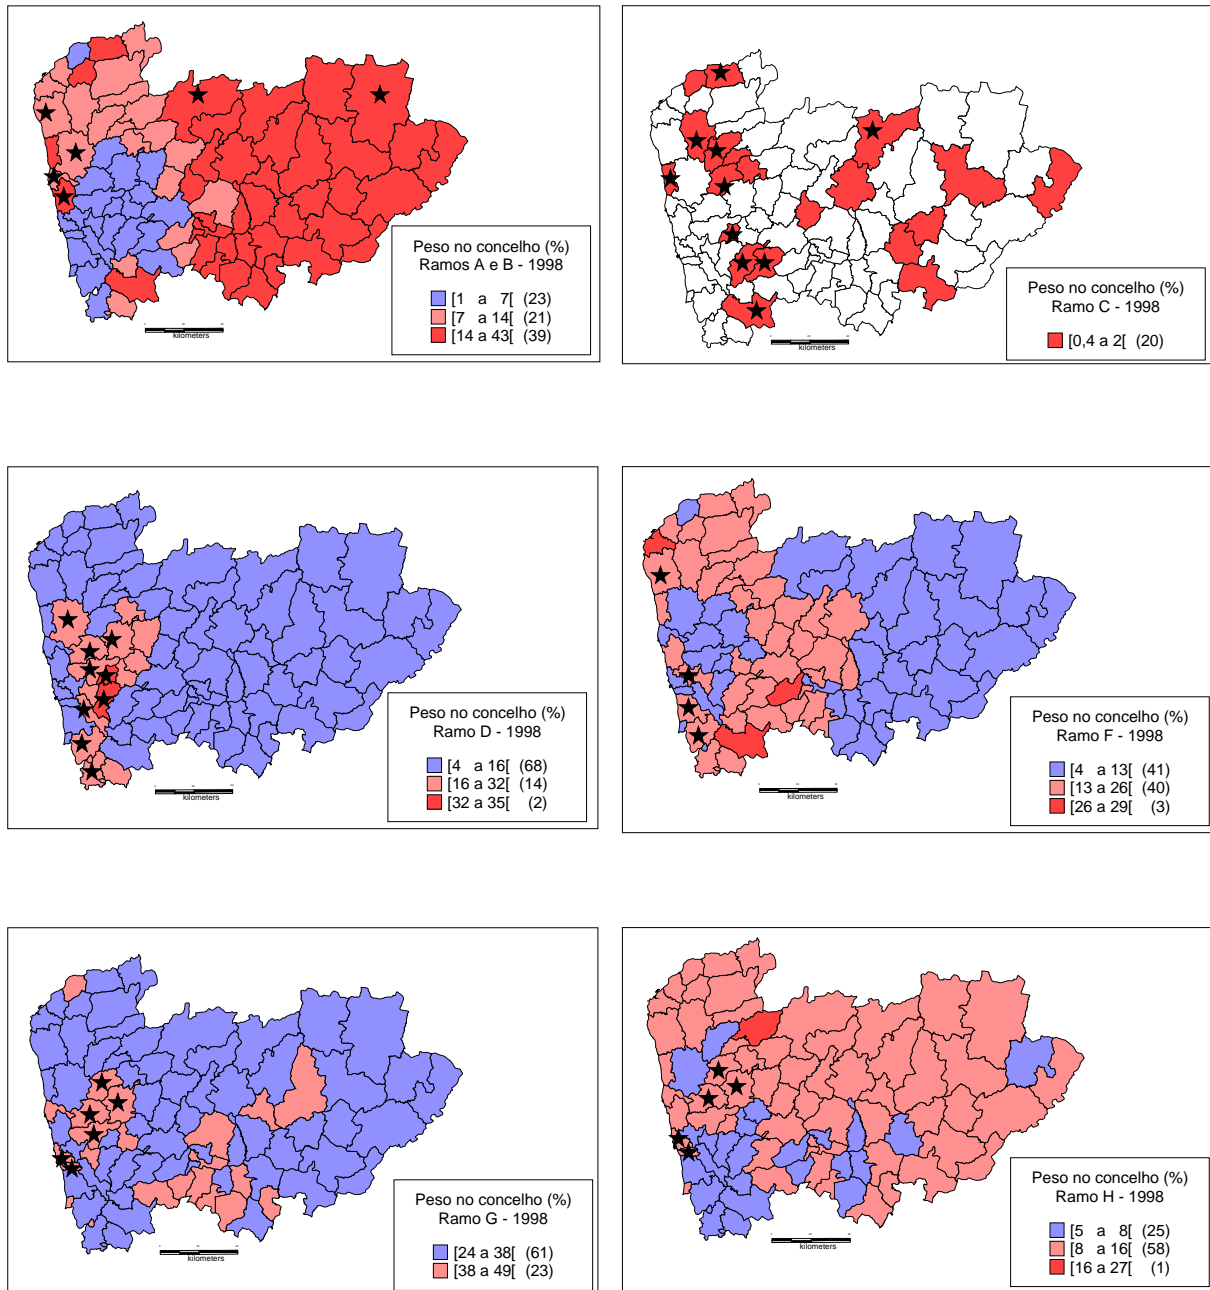 Peso no concelho (%)
Ramos A e B - 1998
[1 a 7[ (23)
[7 a 14[ (21)
[14 a 43[ (39)
kilometers
Peso no concelho (%)
Ramo C - 1998
[0,4 a 2[ (20)
kilometers
Peso no concelho (%)
Ramo D - 1998
[4 a 16[ (68)
[16 a 32[ (14)
[32 a 35[ (2)
kilometers
Peso no concelho (%)
Ramo F - 1998
[4 a 13[ (41)
[13 a 26[ (40)
[26 a 29[ (3)
kilometers
Peso no concelho (%)
Ramo G - 1998
[24 a 38[ (61)
[38 a 49[ (23)
kilometers
Peso no concelho (%)
Ramo H - 1998
[5 a 8[ (25)
[8 a 16[ (58)
[16 a 27[ (1)
kilometers